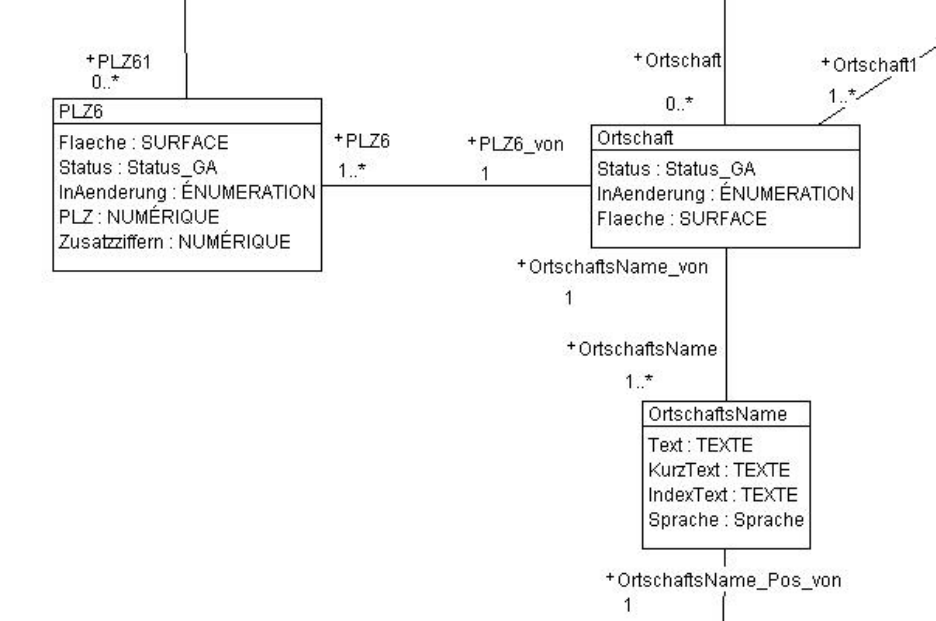 +PLZ61
0..*
+Ortschaft
0..*
+Ortschaft1
1..*
PLZ6
Flaeche : SURFACE
Status : Status_GA
InAenderung : ÉNUMERATION
PLZ : NUMÉRIQUE
Zusatzziffern : NUMÉRIQUE
+PLZ6
1..*
+PLZ6_von
1
Ortschaft
Status : Status_GA
InAenderung : ÉNUMERATION
Flaeche : SURFACE
+OrtschaftsName_von
1
+OrtschaftsName
1..*
OrtschaftsName
Text : TEXTE
KurzText : TEXTE
IndexText : TEXTE
Sprache : Sprache
+OrtschaftsName_Pos_von
1